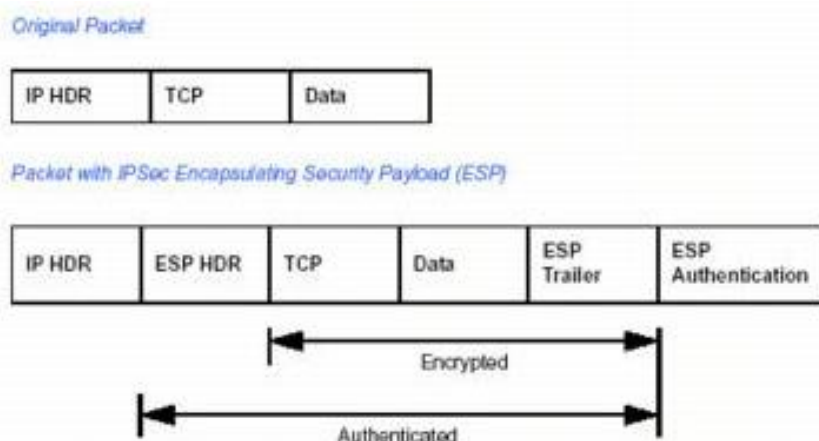 Original Packet
IP HDR TCP Data
Packet with IPSec Encapsulating Security Payload (ESP)
IP HDR ESP HDR TCP Data ESP Trailer ESP Authentication
Encrypted
Authenticated